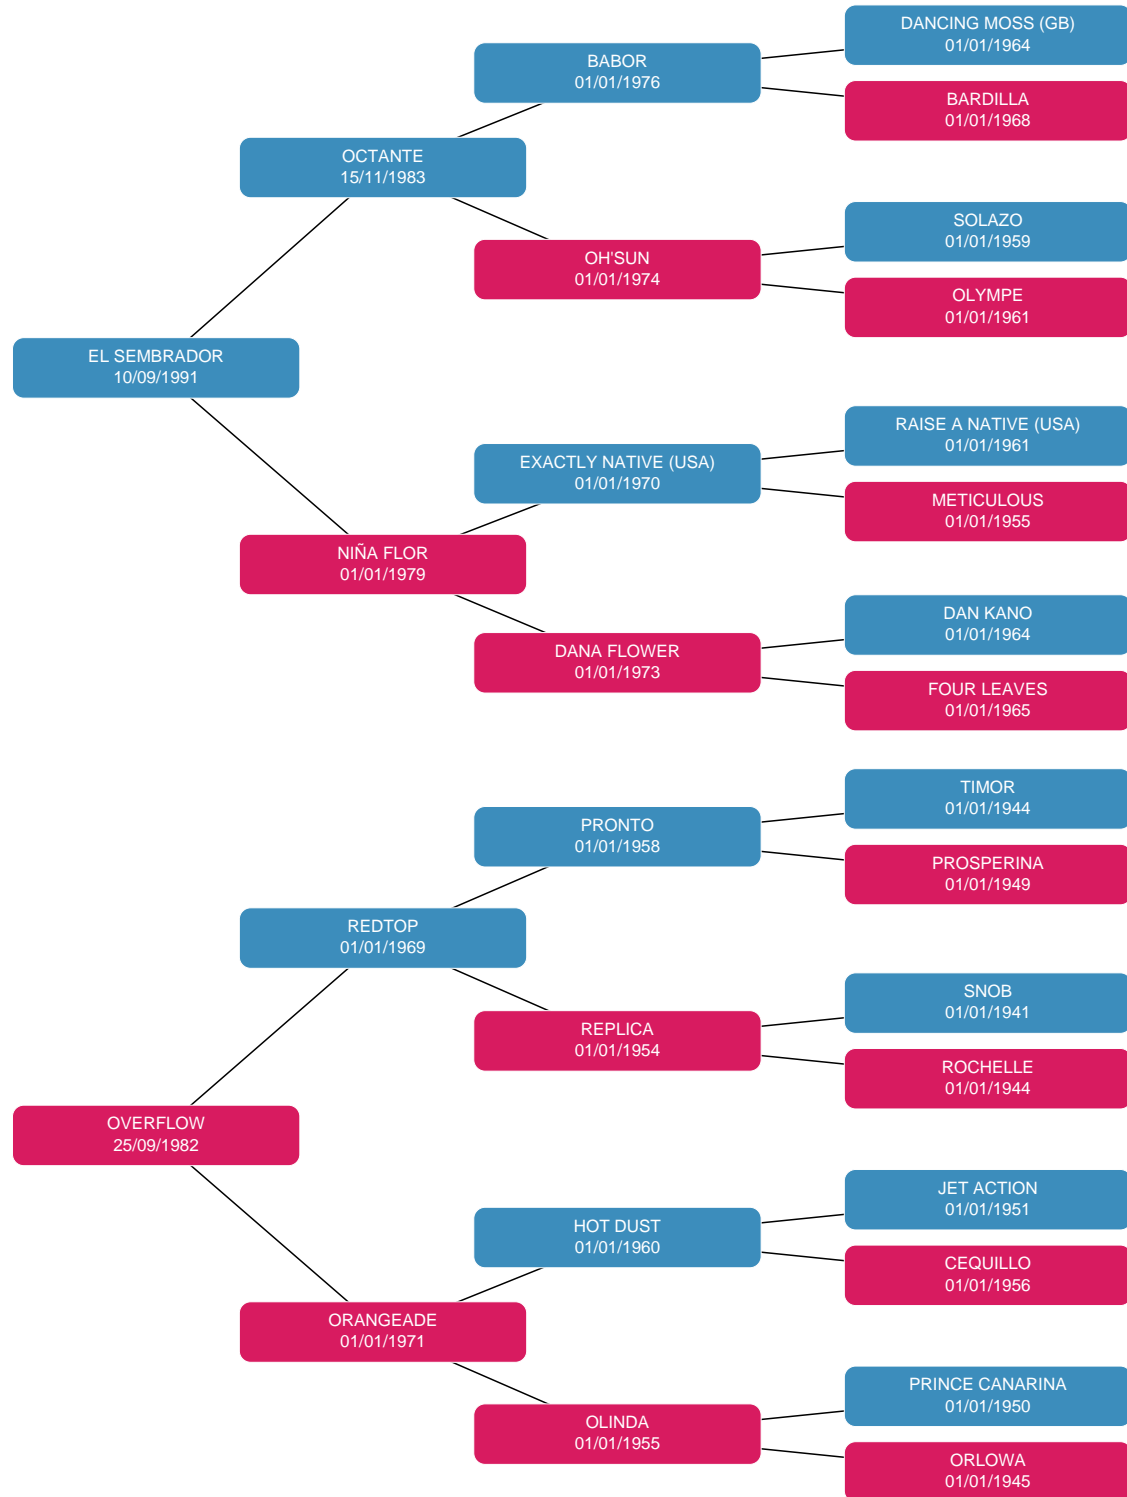 DANCING MOSS (GB)
01/01/1964
BABOR
01/01/1976
BARDILLA
01/01/1968
OCTANTE
15/11/1983
SOLAZO
01/01/1959
OH'SUN
01/01/1974
OLYMPE
01/01/1961
EL SEMBRADOR
10/09/1991
RAISE A NATIVE (USA)
01/01/1961
EXACTLY NATIVE (USA)
01/01/1970
METICULOUS
01/01/1955
NIÑA FLOR
01/01/1979
DAN KANO
01/01/1964
DANA FLOWER
01/01/1973
FOUR LEAVES
01/01/1965
TIMOR
01/01/1944
PRONTO
01/01/1958
PROSPERINA
01/01/1949
REDTOP
01/01/1969
SNOB
01/01/1941
REPLICA
01/01/1954
ROCHELLE
01/01/1944
OVERFLOW
25/09/1982
JET ACTION
01/01/1951
HOT DUST
01/01/1960
CEQUILLO
01/01/1956
ORANGEADE
01/01/1971
PRINCE CANARINA
01/01/1950
OLINDA
01/01/1955
ORLOWA
01/01/1945